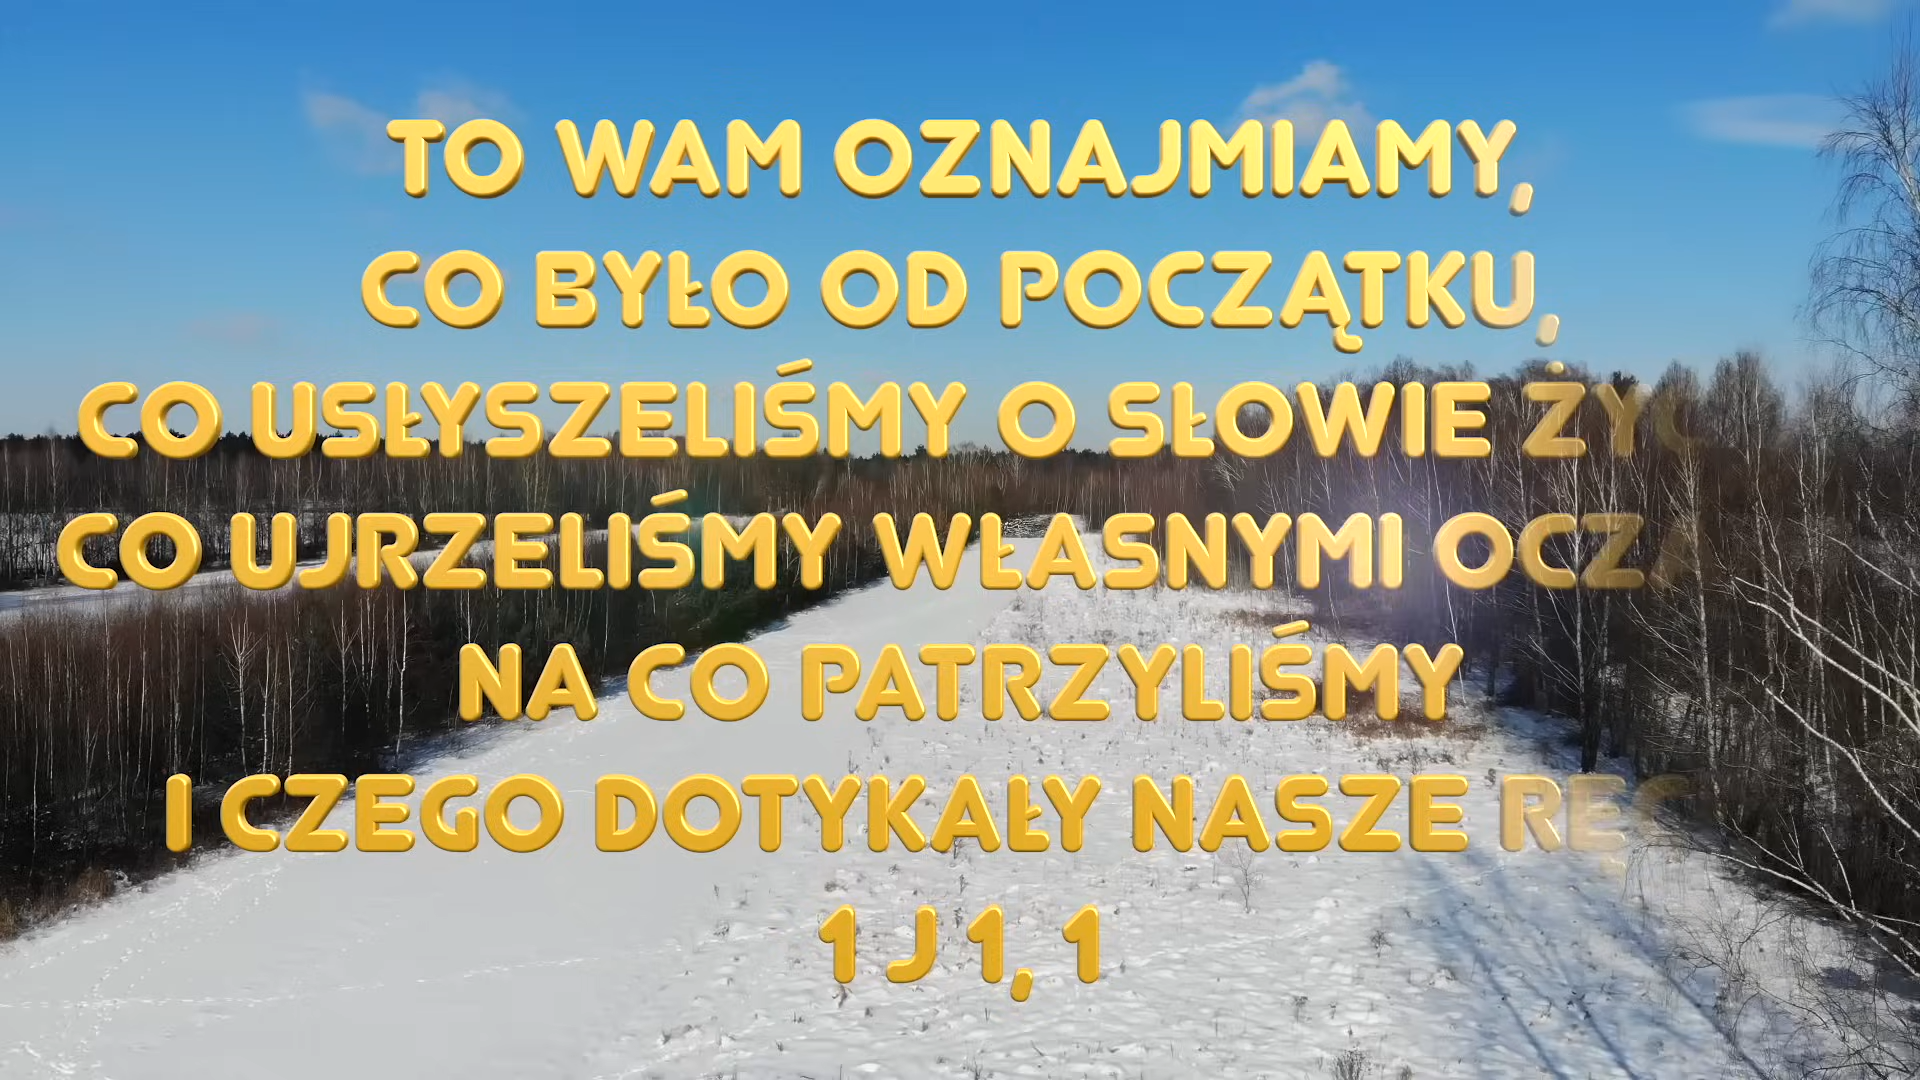 TO WAM OZNAJMIAMY,
CO BYŁO OD POCZĄTKU,
CO USŁYSZELIŚMY O SŁOWIE
CO UJRZELIŚMY WŁASNYMI
NA CO PATRZYLIŚMY
I CZEGO DOTYKAŁY NASZE
1 J 1, 1